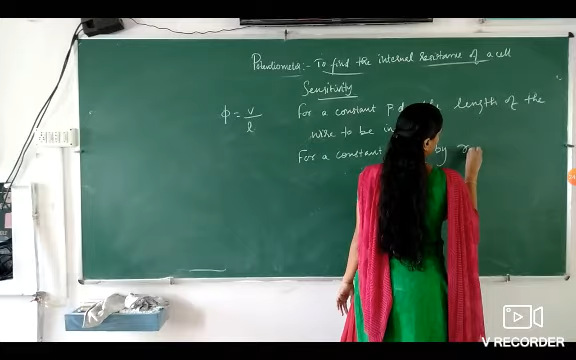 Potentiometer:- To find the internal resistance of a cell
Sensitivity
ϕ = v/l
For a constant p.d the length of the
wire to be in
For a constant by
V RECORDER